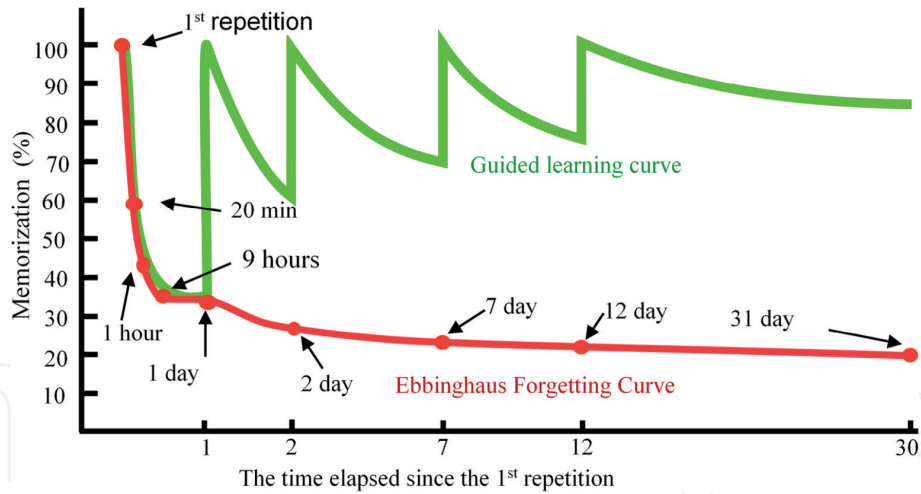 1st repetition
100
90
80
70
60
50
40
30
20
10
Memorization (%)
Guided learning curve
20 min
9 hours
1 hour
7 day
12 day
31 day
1 day
2 day
Ebbinghaus Forgetting Curve
1 2 7 12 30
The time elapsed since the 1st repetition